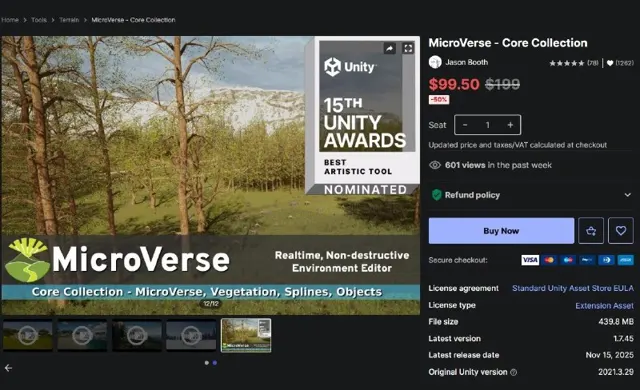 Home > Tools > Terrain > MicroVerse - Core Collection
Unity
15TH
UNITY
AWARDS
BEST
ARTISTIC TOOL
NOMINATED
MicroVerse
Realtime, Non-destructive
Environment Editor
Core Collection - MicroVerse, Vegetation, Splines, Objects
12/12
MicroVerse - Core Collection
Jason Booth
(78) | (1262)
$99.50 $199
-50%
Seat - 1 +
Updated price and taxes/VAT calculated at checkout
601 views in the past week
Refund policy
Buy Now
Secure checkout: VISA
License agreement Standard Unity Asset Store EULA
License type Extension Asset
File size 439.8 MB
Latest version 1.7.45
Latest release date Nov 15, 2025
Original Unity version 2021.3.29